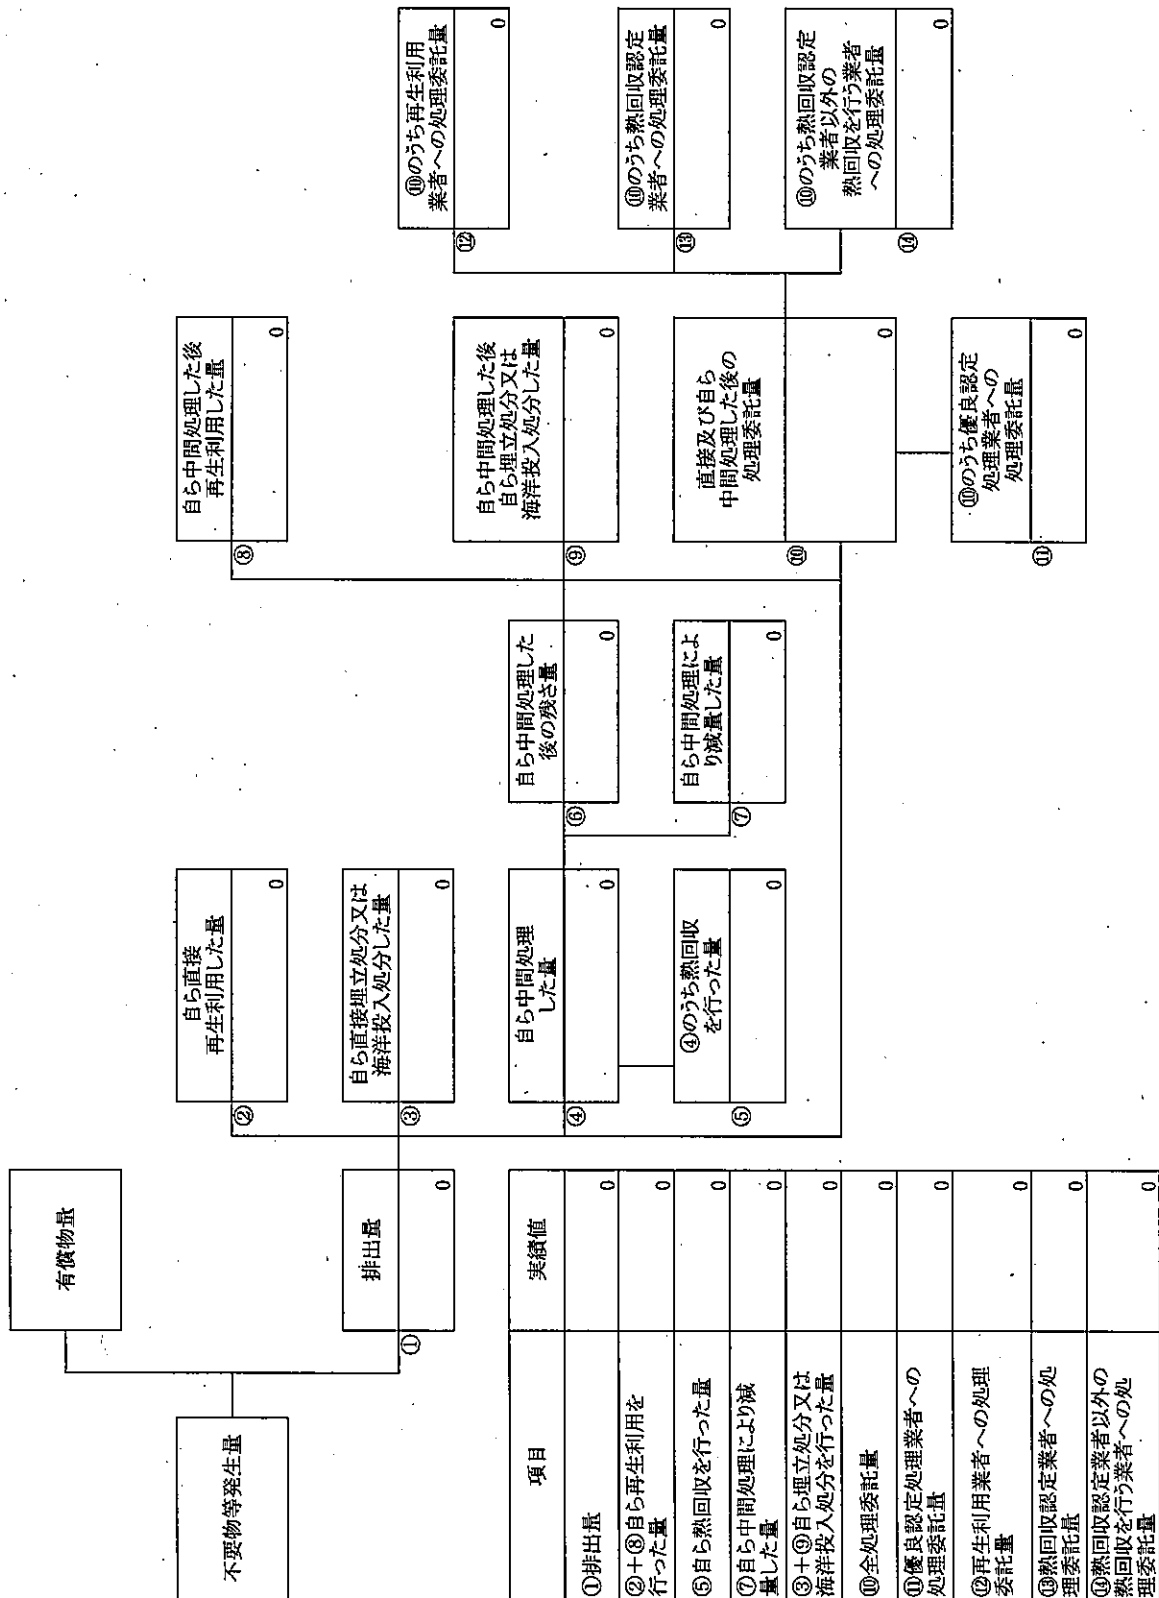 不要物等発生量
有償物量
①
排出量
0
②
自ら直接
再生利用した量
0
③
自ら直接埋立処分又は
海洋投入処分した量
0
④
自ら中間処理
した量
0
⑤
④のうち熱回収
を行った量
0
⑥
自ら中間処理した
後の残さ量
0
⑦
自ら中間処理によ
り減量した量
0
⑧
自ら中間処理した後
再生利用した量
0
⑨
自ら中間処理した後
自ら埋立処分又は
海洋投入処分した量
0
⑩
直接及び自ら
中間処理した後の
処理委託量
0
⑪
⑩のうち優良認定
処理業者への
処理委託量
0
⑫
⑩のうち再生利用
業者への処理委託量
0
⑬
⑩のうち熱回収認定
業者への処理委託量
0
⑭
⑩のうち熱回収認定
業者以外の
熱回収を行う業者
への処理委託量
0
項目
実績値
①排出量
0
②+⑧自ら再生利用を
行った量
0
⑤自ら熱回収を行った量
0
⑦自ら中間処理により減
量した量
0
③+⑨自ら埋立処分又は
海洋投入処分を行った量
0
⑩全処理委託量
0
⑪優良認定処理業者への
処理委託量
0
⑫再生利用業者への処理
委託量
0
⑬熱回収認定業者への処
理委託量
0
⑭熱回収認定業者以外の
熱回収を行う業者への処
理委託量
0